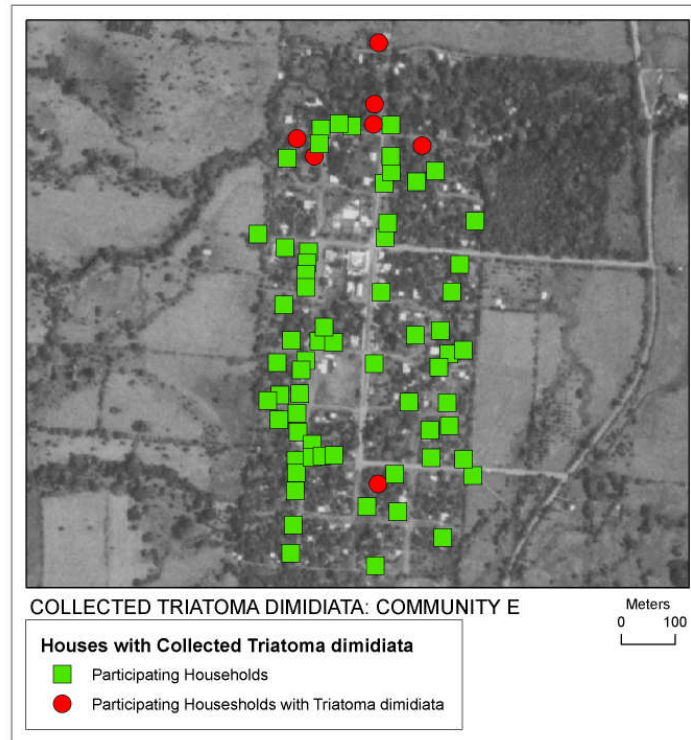 COLLECTED TRIATOMA DIMIDIATA: COMMUNITY E
Meters
0 100
Houses with Collected Triatoma dimidiata
Participating Households
Participating Housesholds with Triatoma dimidiata